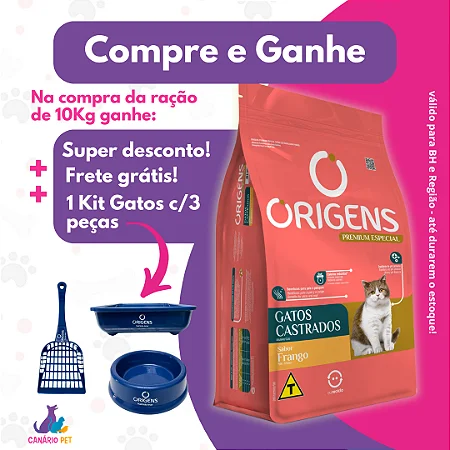 Compre e Ganhe
Na compra da ração
de 10Kg ganhe:
+ Super desconto!
Frete grátis!
+ 1 Kit Gatos c/3
peças
válido para BH e Região - até durarem o estoque!
ORIGENS
PREMIUM ESPECIAL
GATOS
CASTRADOS
Sabor
Frango
T
ORIGENS
ORIGENS
CANÁRIO PET